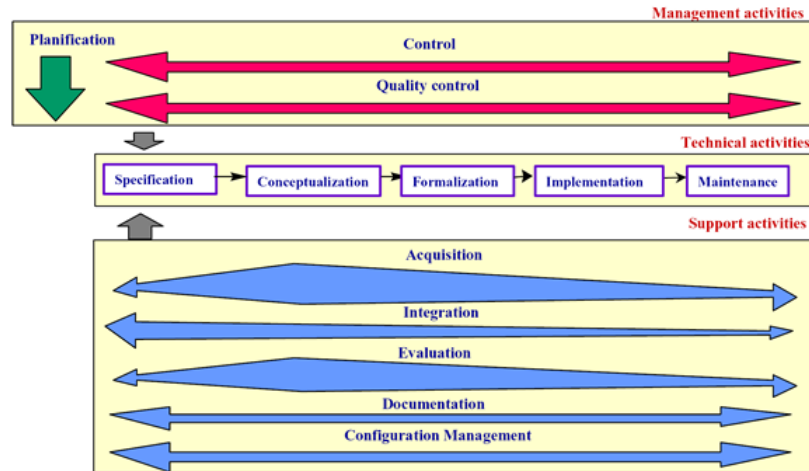 Management activities
Planification
Control
Quality control
Technical activities
Specification
Conceptualization
Formalization
Implementation
Maintenance
Support activities
Acquisition
Integration
Evaluation
Documentation
Configuration Management